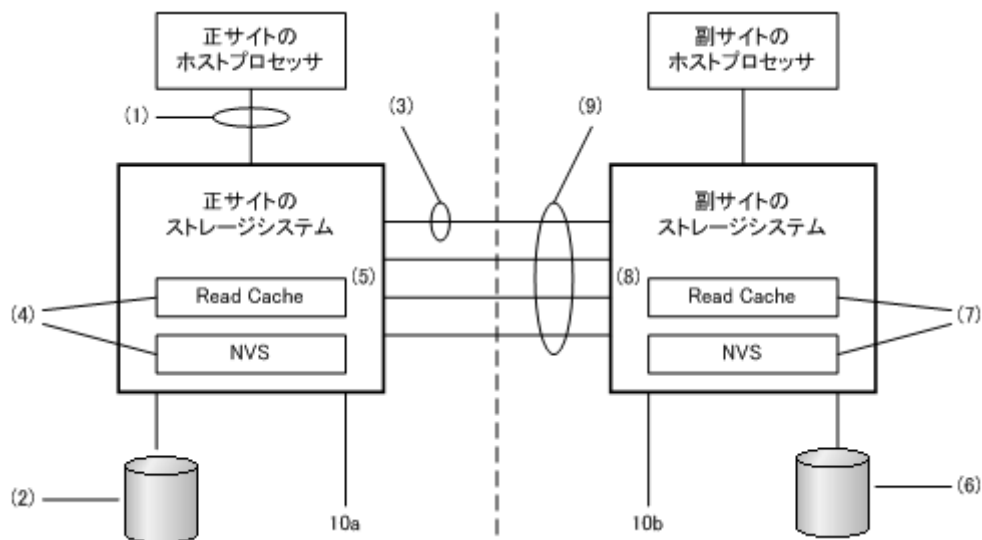 正サイトの
ホストプロセッサ
副サイトの
ホストプロセッサ
(1)
(3)
(9)
正サイトの
ストレージシステム
副サイトの
ストレージシステム
(5)
(8)
Read Cache
Read Cache
(4)
(7)
NVS
NVS
(2)
(6)
10a
10b